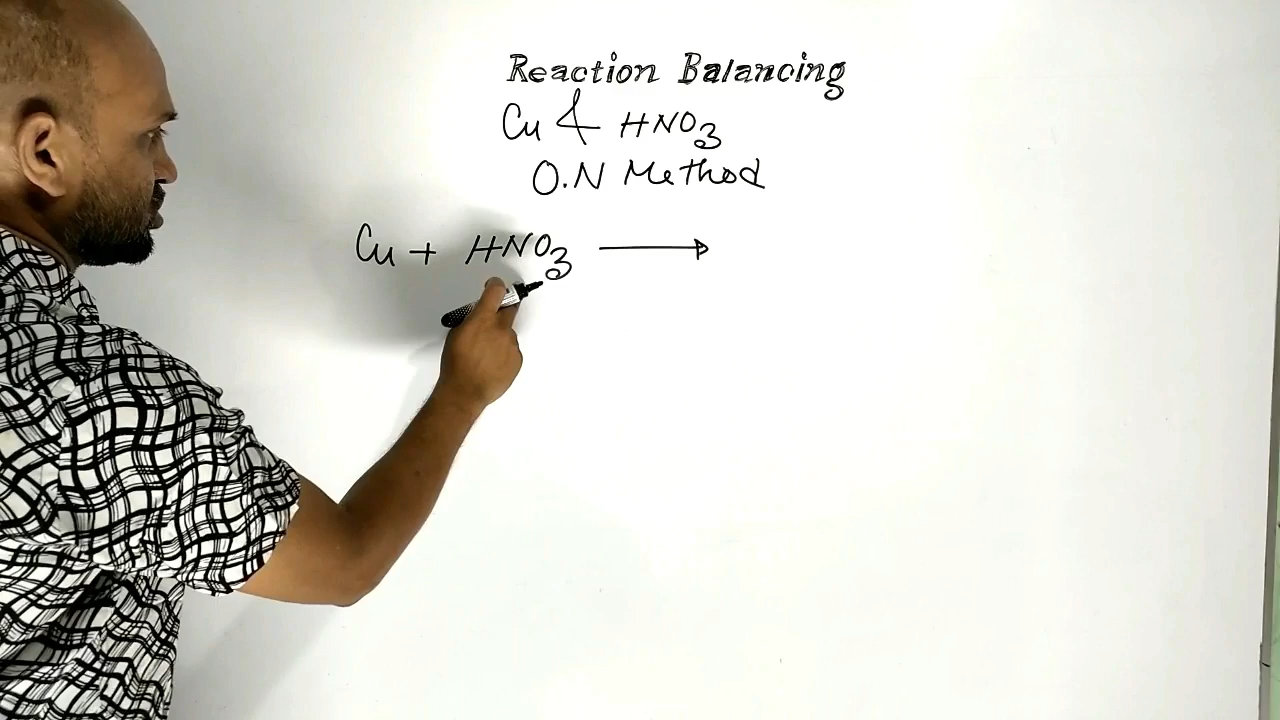 Reaction Balancing
Cu & HNO3
O.N Method
Cu + HNO3 →